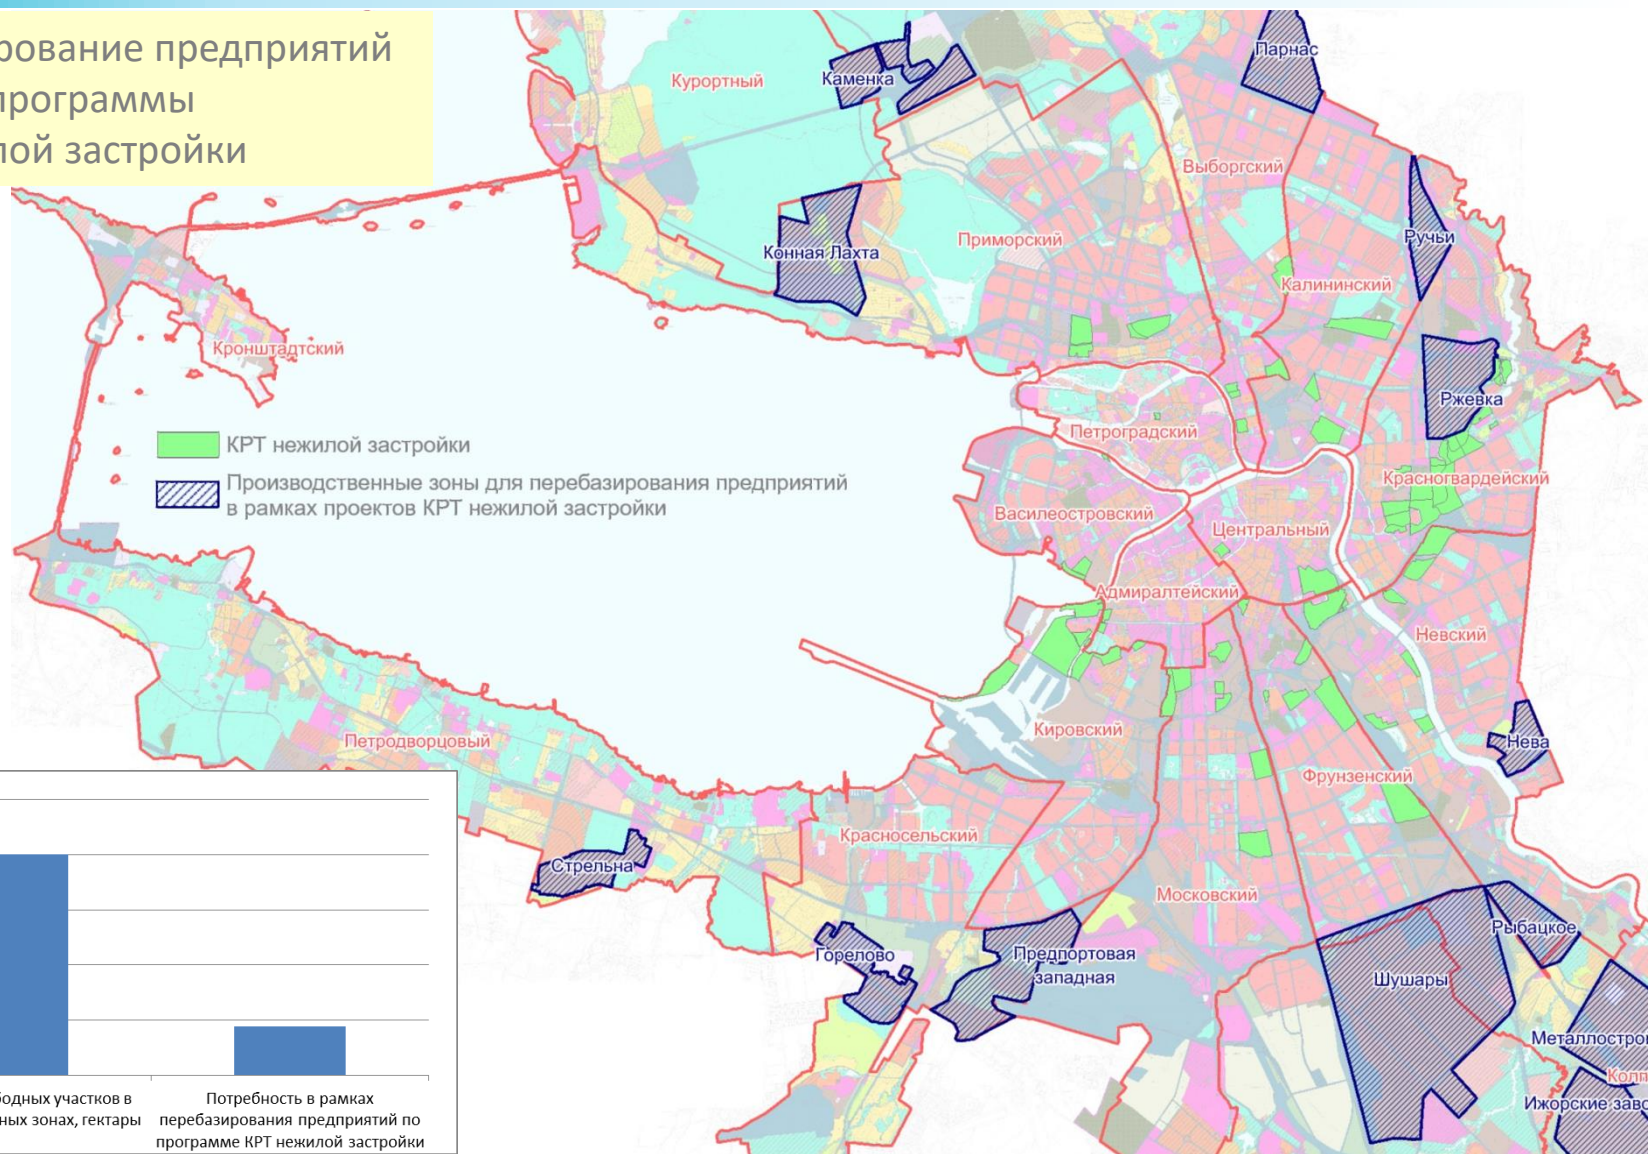 рование предприятий
программы
лой застройки
Парнас
Курортный
Каменка
Выборгский
Ручьи
Приморский
Конная Лахта
Калининский
Кронштадтский
Ржевка
Петроградский
КРТ нежилой застройки
Красногвардейский
Производственные зоны для перебазирования предприятий
в рамках проектов КРТ нежилой застройки
Василеостровский
Центральный
Адмиралтейский
Невский
Кировский
Петродворцовый
Нева
Фрунзенский
Красносельский
Стрельна
Московский
Рыбацкое
Горелово
Предпортовая
западная
Шушары
Металлострой
Колп
Ижорские заво
бодных участков в
ных зонах, гектары
Потребность в рамках
перебазирования предприятий по
программе КРТ нежилой застройки